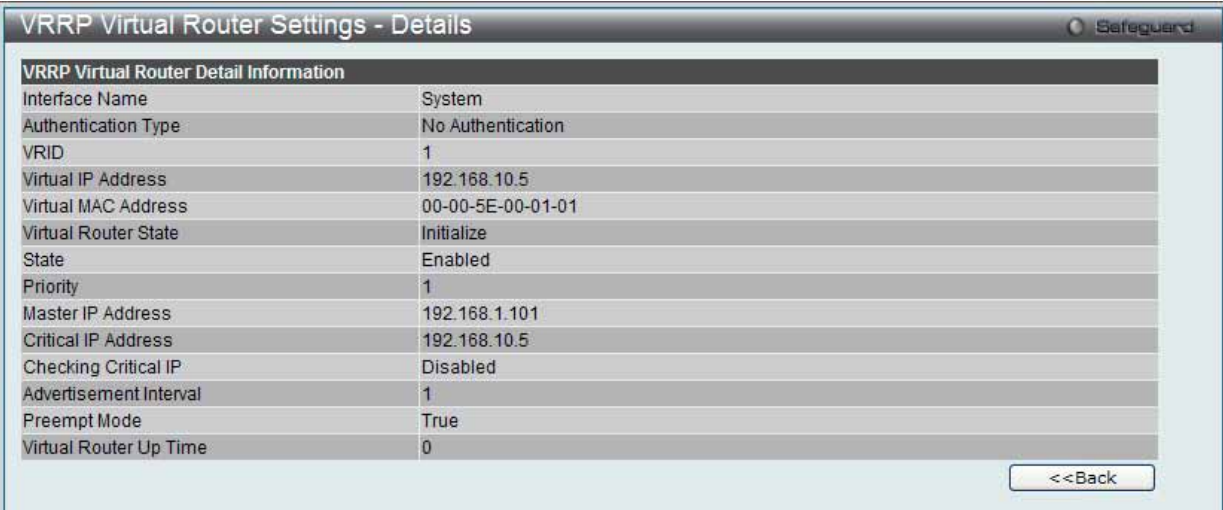 VRRP Virtual Router Settings - Details
Safeguard
VRRP Virtual Router Detail Information
Interface Name System
Authentication Type No Authentication
VRID 1
Virtual IP Address 192.168.10.5
Virtual MAC Address 00-00-5E-00-01-01
Virtual Router State Initialize
State Enabled
Priority 1
Master IP Address 192.168.1.101
Critical IP Address 192.168.10.5
Checking Critical IP Disabled
Advertisement Interval 1
Preempt Mode True
Virtual Router Up Time 0
<<Back